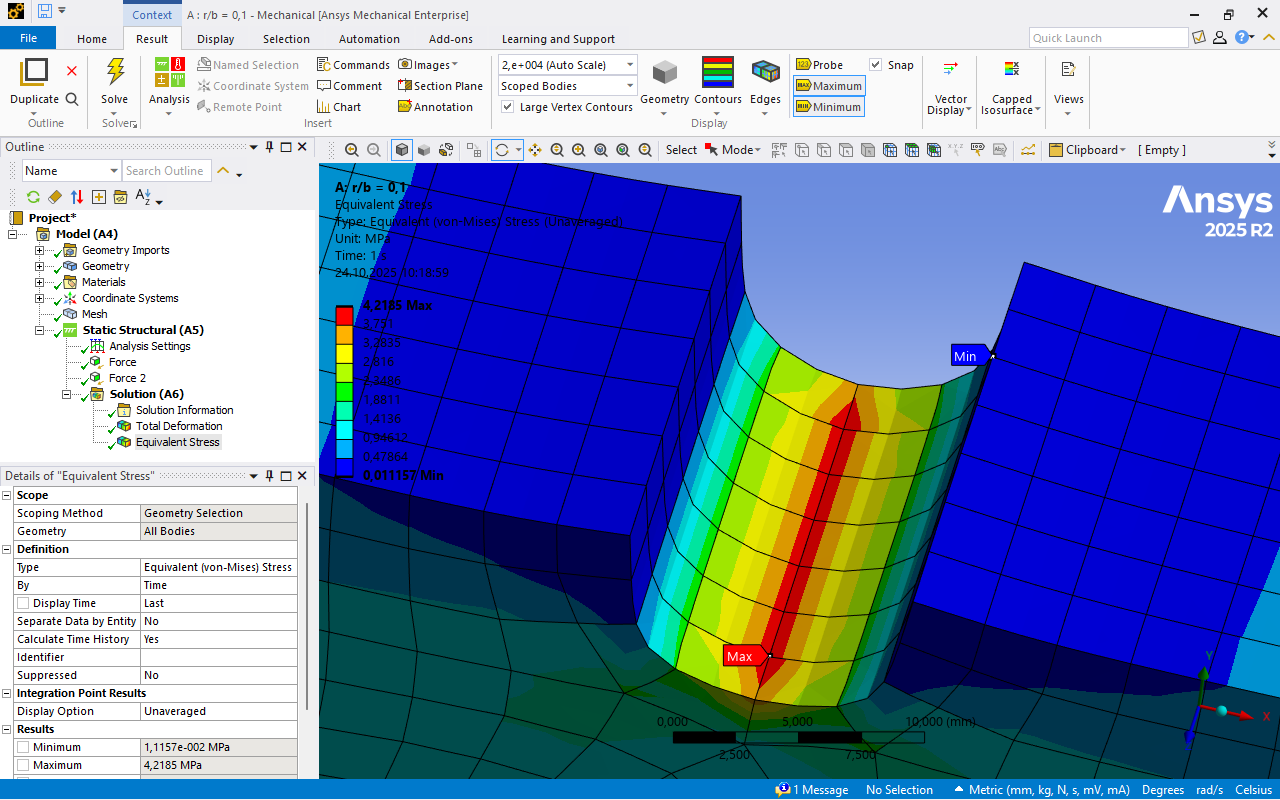 Context
A : r/b = 0,1 - Mechanical [Ansys Mechanical Enterprise]
File Home Result Display Selection Automation Add-ons Learning and Support
Quick Launch
Duplicate
Outline
Solve
Solver
Analysis
Named Selection
Coordinate System
Remote Point
Commands
Comment
Chart
Images
Section Plane
Annotation
Insert
2,e+004 (Auto Scale)
Scoped Bodies
Large Vertex Contours
Geometry
Contours
Edges
Probe
Maximum
Minimum
Snap
Display
Vector Display
Capped Isosurface
Views
Outline
Name
Search Outline
Select Mode Clipboard [ Empty ]
Project*
Model (A4)
Geometry Imports
Geometry
Materials
Coordinate Systems
Mesh
Static Structural (A5)
Analysis Settings
Force
Force 2
Solution (A6)
Solution Information
Total Deformation
Equivalent Stress
Details of "Equivalent Stress"
Scope
Scoping Method Geometry Selection
Geometry All Bodies
Definition
Type Equivalent (von-Mises) Stress
By Time
Display Time Last
Separate Data by Entity No
Calculate Time History Yes
Identifier
Suppressed No
Integration Point Results
Display Option Unaveraged
Results
Minimum 1,1157e-002 MPa
Maximum 4,2185 MPa
A: r/b = 0,1
Equivalent Stress
Type: Equivalent (von-Mises) Stress (Unaveraged)
Unit: MPa
Time: 1 s
24.10.2025 10:18:59
4,2185 Max
3,751
3,2835
2,816
2,3486
1,8811
1,4136
0,94612
0,47864
0,011157 Min
Ansys
2025 R2
Min
Max
0,000 5,000 10,000 (mm)
2,500 7,500
Y
X
1 Message No Selection Metric (mm, kg, N, s, mV, mA) Degrees rad/s Celsius